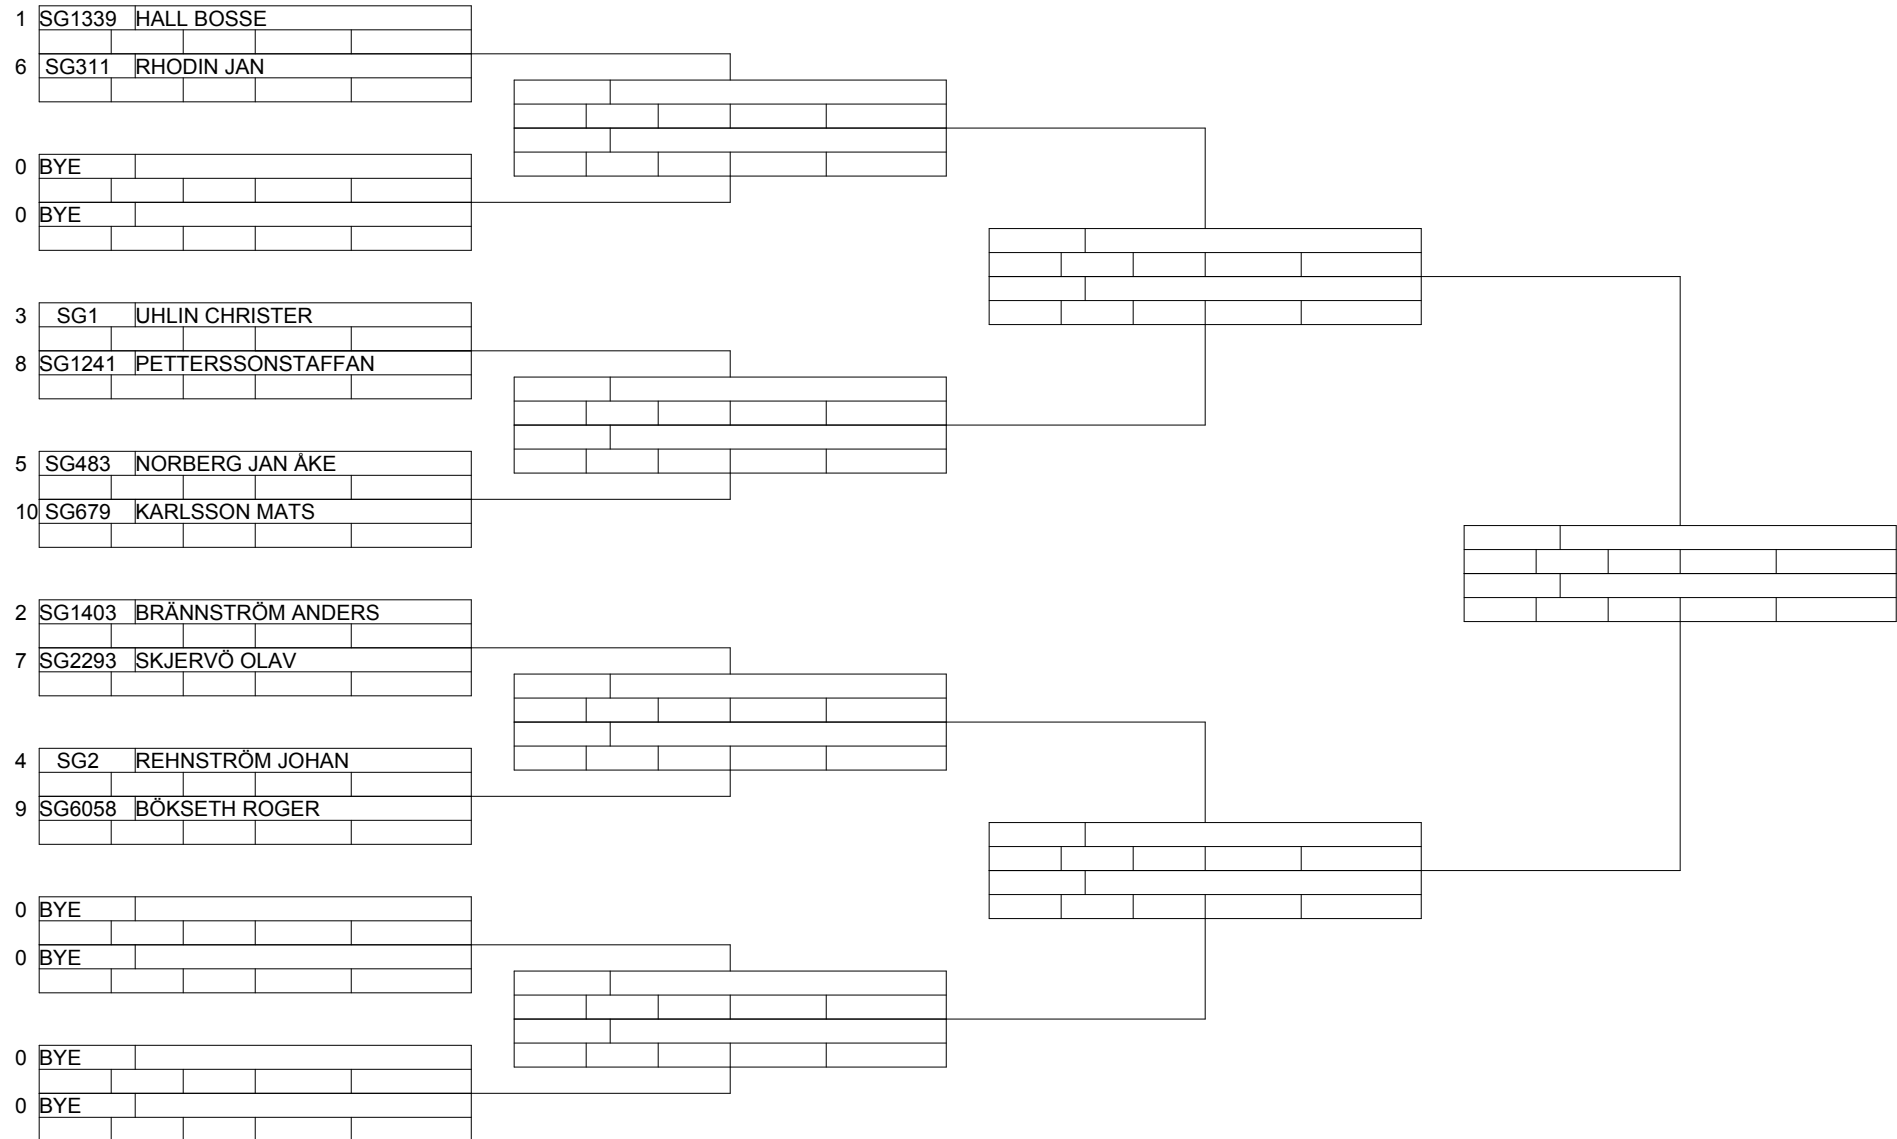 1 SG1339 HALL BOSSE
6 SG311 RHODIN JAN
0 BYE
0 BYE
3 SG1 UHLIN CHRISTER
8 SG1241 PETTERSSONSTAFFAN
5 SG483 NORBERG JAN ÅKE
10 SG679 KARLSSON MATS
2 SG1403 BRÄNNSTRÖM ANDERS
7 SG2293 SKJERVÖ OLAV
4 SG2 REHNSTRÖM JOHAN
9 SG6058 BÖKSETH ROGER
0 BYE
0 BYE
0 BYE
0 BYE